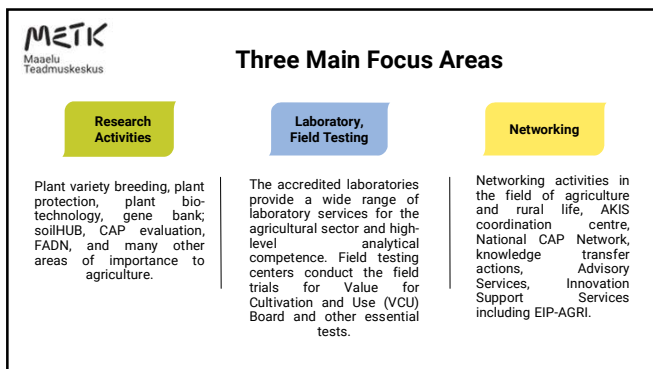 METK
Maaelu
Teadmuskeskus
Three Main Focus Areas
Research
Activities
Plant variety breeding, plant
protection, plant bio-
technology, gene bank;
soilHUB, CAP evaluation,
FADN, and many other
areas of importance to
agriculture.
Laboratory,
Field Testing
The accredited laboratories
provide a wide range of
laboratory services for the
agricultural sector and high-
level analytical
competence. Field testing
centers conduct the field
trials for Value for
Cultivation and Use (VCU)
Board and other essential
tests.
Networking
Networking activities in
the field of agriculture
and rural life, AKIS
coordination centre,
National CAP Network,
knowledge transfer
actions, Advisory
Services, Innovation
Support Services
including EIP-AGRI.